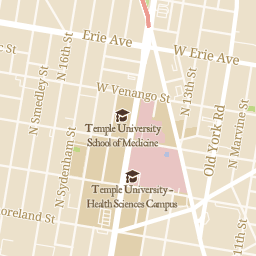 Erie Ave
W Erie Ave
N 16th St
N Smedley St
W Venango St
N 13th St
Old York Rd
N Marvine St
Temple University
School of Medicine
N Sydenham St
Temple University -
Health Sciences Campus
oreland St
11th St